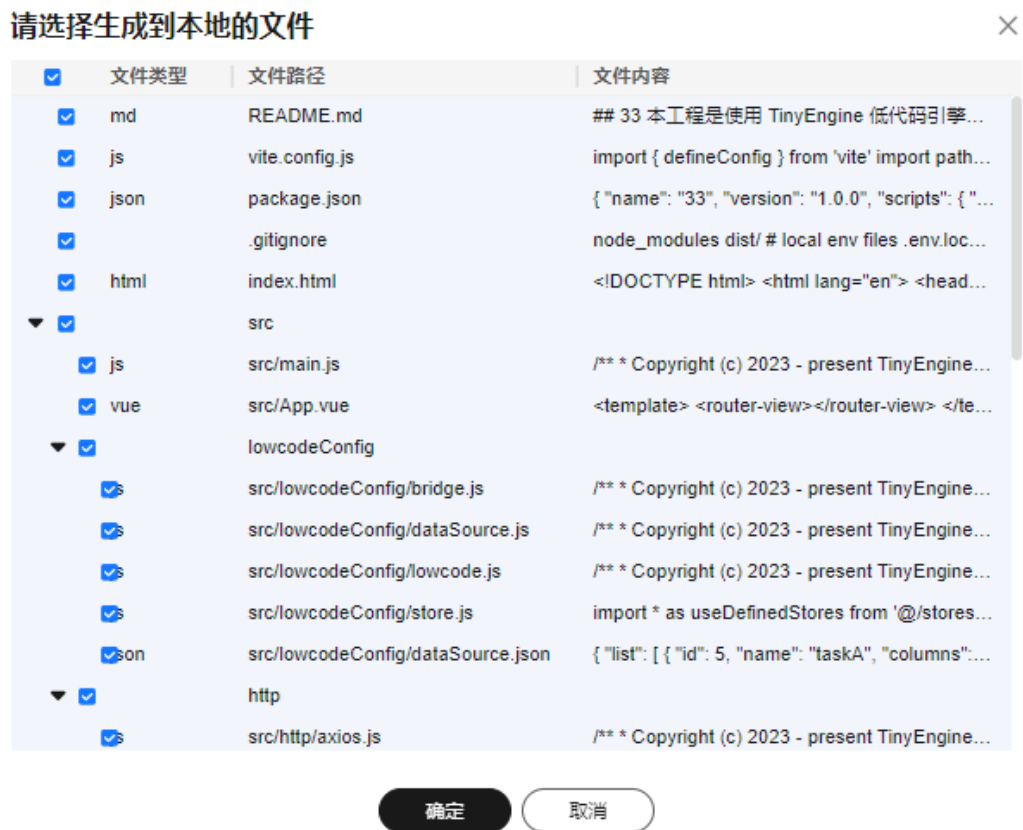 请选择生成到本地的文件
文件类型 文件路径 文件内容
md README.md ## 33 本工程是使用 TinyEngine 低代码引擎...
js vite.config.js import { defineConfig } from 'vite' import path...
json package.json { "name": "33", "version": "1.0.0", "scripts": { "...
.gitignore node_modules dist/ # local env files .env.loc...
html index.html <!DOCTYPE html> <html lang="en"> <head...
src
js src/main.js /** * Copyright (c) 2023 - present TinyEngine...
vue src/App.vue <template> <router-view></router-view> </te...
lowcodeConfig
s src/lowcodeConfig/bridge.js /** * Copyright (c) 2023 - present TinyEngine...
s src/lowcodeConfig/dataSource.js /** * Copyright (c) 2023 - present TinyEngine...
s src/lowcodeConfig/lowcode.js /** * Copyright (c) 2023 - present TinyEngine...
s src/lowcodeConfig/store.js import * as useDefinedStores from '@/stores...
son src/lowcodeConfig/dataSource.json { "list": [ { "id": 5, "name": "taskA", "columns":...
http
s src/http/axios.js /** * Copyright (c) 2023 - present TinyEngine...
确定 取消